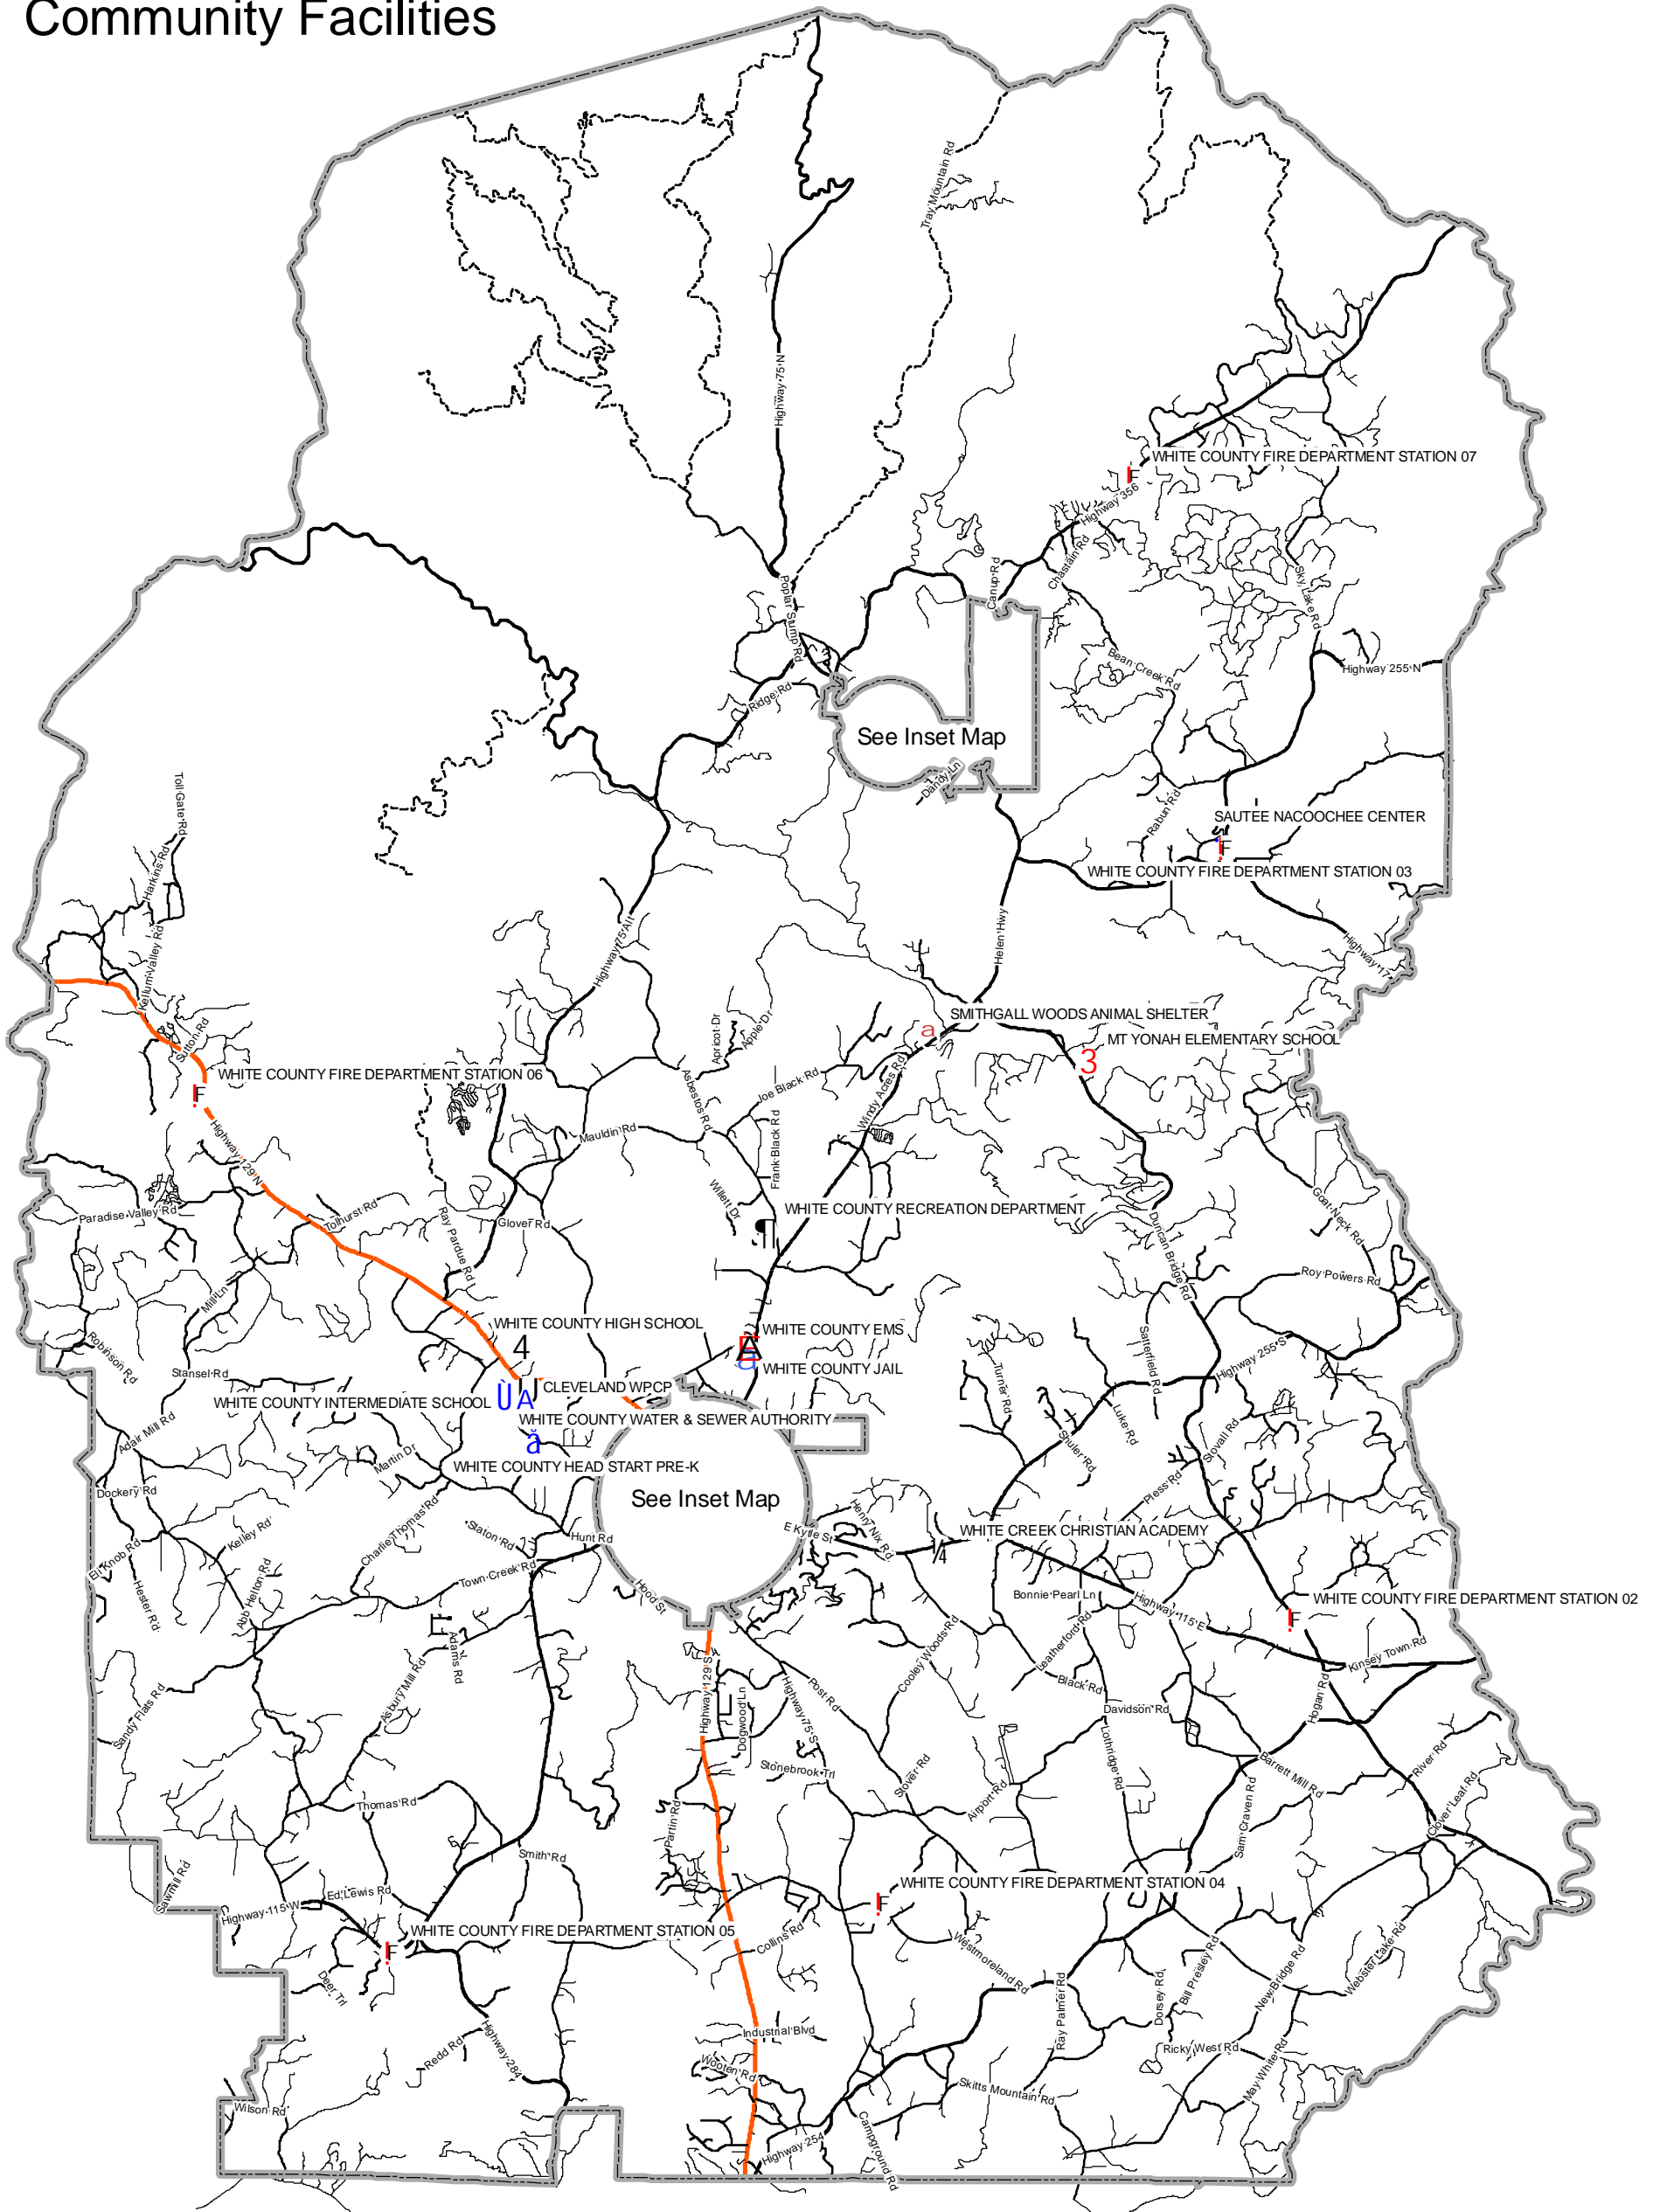 Community Facilities
Tray Mountain Rd
Highway 75 N
WHITE COUNTY FIRE DEPARTMENT STATION 07
F
Highway 356
Chastain Rd
Canup Rd
Poplar Stump Rd
Sky Lake Rd
Bean Creek Rd
Highway 255 N
Ridge Rd
See Inset Map
Dandy Ln
Toll Gate Rd
Rabun Rd
SAUTEE NACOOCHEE CENTER
F
Harkins Rd
WHITE COUNTY FIRE DEPARTMENT STATION 03
Highway 75 Alt
Helen Hwy
Highway 17
Kellum Valley Rd
SMITHGALL WOODS ANIMAL SHELTER
a
Apricot Dr
Apple Dr
Sutton Rd
MT YONAH ELEMENTARY SCHOOL
3
WHITE COUNTY FIRE DEPARTMENT STATION 06
F
Asbestos Rd
Joe Black Rd
Windy Acres Rd
Highway 129 N
Mauldin Rd
Frank Black Rd
Willett Dr
Goat Neck Rd
Paradise Valley Rd
Tolhurst Rd
Ray Pardue Rd
Glover Rd
WHITE COUNTY RECREATION DEPARTMENT
¶
Duncan Bridge Rd
Roy Powers Rd
Mill Ln
WHITE COUNTY HIGH SCHOOL
4
WHITE COUNTY EMS
E
A
a
WHITE COUNTY JAIL
Robinson Rd
Stansel Rd
Turner Rd
Satterfield Rd
Highway 255 S
CLEVELAND WPCP
WHITE COUNTY INTERMEDIATE SCHOOL
Ù A
WHITE COUNTY WATER & SEWER AUTHORITY
ă
Adair Mill Rd
Luke Rd
Shuler Rd
Stovall Rd
Martin Dr
WHITE COUNTY HEAD START PRE-K
Pless Rd
Dockery Rd
See Inset Map
Charlie Thomas Rd
Henry Nix Rd
E Kytle St
Kelley Rd
Staton Rd
Hunt Rd
WHITE CREEK CHRISTIAN ACADEMY
¼
Eli Knob Rd
Town Creek Rd
Hester Rd
Abb Helton Rd
Hood St
Bonnie Pearl Ln
Highway 115 E
WHITE COUNTY FIRE DEPARTMENT STATION 02
F
Adams Rd
Cooley Woods Rd
Leatherford Rd
Kinsey Town Rd
Asbury Mill Rd
Highway 129 S
Highway 75 S
Post Rd
Black Rd
Sandy Flats Rd
Dogwood Ln
Davidson Rd
Hogan Rd
Lothridge Rd
Stonebrook Trl
Barrett Mill Rd
River Rd
Slover Rd
Airport Rd
Sam Craven Rd
Clover Leaf Rd
Thomas Rd
Partin Rd
Smith Rd
Sawmill Rd
WHITE COUNTY FIRE DEPARTMENT STATION 04
F
Ed Lewis Rd
Highway 115 W
WHITE COUNTY FIRE DEPARTMENT STATION 05
F
Collins Rd
Westmoreland Rd
Bill Presley Rd
New Bridge Rd
Webster Lake Rd
Deer Trl
Dorsey Rd
Ray Palmer Rd
Industrial Blvd
Highway 284
Redd Rd
Ricky West Rd
Wooten Rd
May White Rd
Skitts Mountain Rd
Wilson Rd
Highway 254
Campground Rd